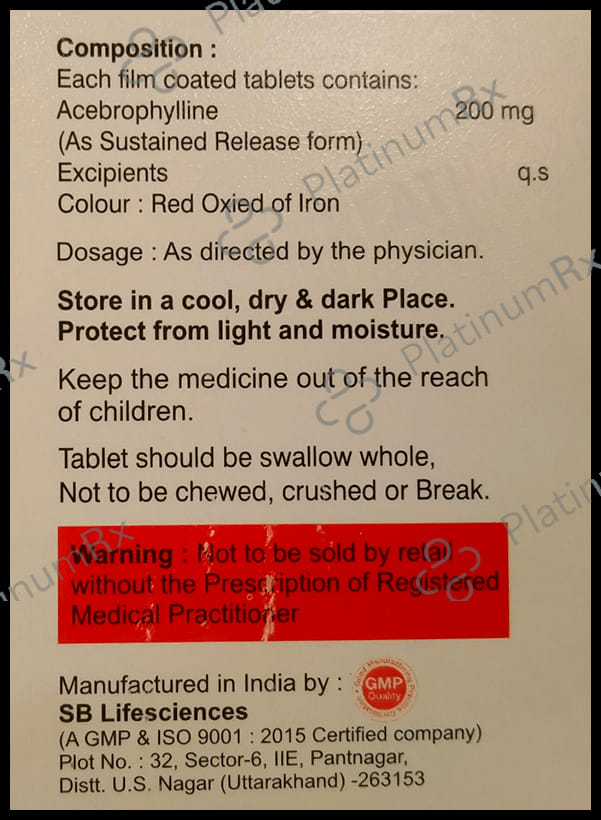 Composition :
Each film coated tablets contains:
Acebrophylline 200 mg
(As Sustained Release form)
Excipients q.s
Colour : Red Oxied of Iron
Dosage : As directed by the physician.
Store in a cool, dry & dark Place.
Protect from light and moisture.
Keep the medicine out of the reach
of children.
Tablet should be swallow whole,
Not to be chewed, crushed or Break.
Warning : Not to be sold by retail
without the Prescription of Registered
Medical Practitioner
Manufactured in India by :
GMP
Quality
SB Lifesciences
(A GMP & ISO 9001 : 2015 Certified company)
Plot No. : 32, Sector-6, IIE, Pantnagar,
Distt. U.S. Nagar (Uttarakhand) -263153
PlatinumRx
PlatinumRx